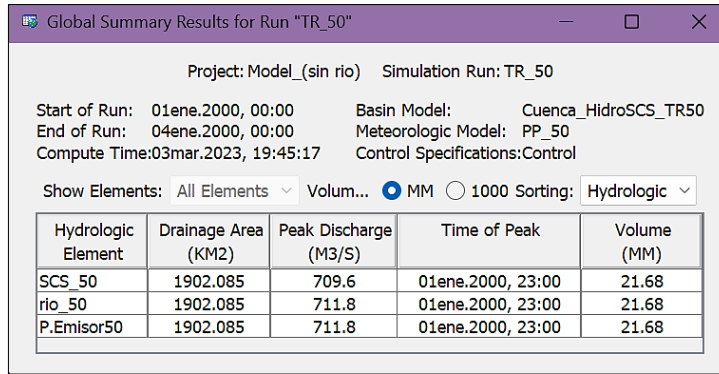 Global Summary Results for Run "TR_50"
Project: Model_(sin rio) Simulation Run: TR_50
Start of Run: 01ene.2000, 00:00 Basin Model: Cuenca_HidroSCS_TR50
End of Run: 04ene.2000, 00:00 Meteorologic Model: PP_50
Compute Time:03mar.2023, 19:45:17 Control Specifications:Control
Show Elements: All Elements Volum... MM 1000 Sorting: Hydrologic
Hydrologic Drainage Area Peak Discharge Time of Peak Volume
Element (KM2) (M3/S) (MM)
SCS_50 1902.085 709.6 01ene.2000, 23:00 21.68
rio_50 1902.085 711.8 01ene.2000, 23:00 21.68
P.Emisor50 1902.085 711.8 01ene.2000, 23:00 21.68